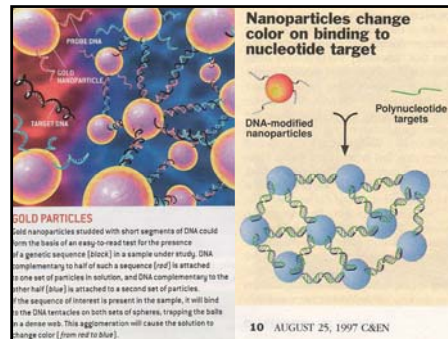 PROBE DNA
GOLD
NANOPARTICLE
TARGET DNA
GOLD PARTICLES
Gold nanoparticles studded with short segments of DNA could
form the basis of an easy-to-read test for the presence
of a genetic sequence (black) in a sample under study. DNA
complementary to half of such a sequence (red) is attached
to one set of particles in solution, and DNA complementary to the
other half (blue) is attached to a second set of particles.
If the sequence of interest is present in the sample, it will bind
to the DNA tentacles on both sets of spheres, trapping the balls
in a dense web. This agglomeration will cause the solution to
change color (from red to blue).
Nanoparticles change
color on binding to
nucleotide target
DNA-modified
nanoparticles
Polynucleotide
targets
10 AUGUST 25, 1997 C&EN